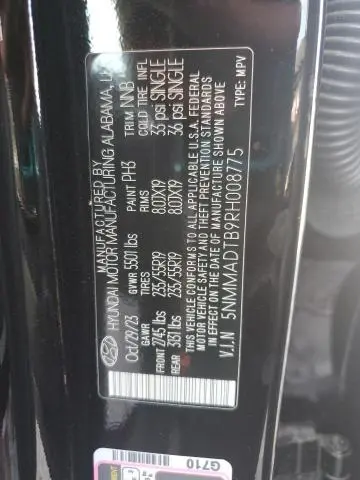 MANUFACTURED BY
HYUNDAI MOTOR MANUFACTURING ALABAMA, LLC
Oct/29/23 GVWR 5501 lbs PAINT PH3 TRIM NNB
GAWR TIRES RIMS COLD TIRE INFL
FRONT 2745 lbs 235/55R19 8.0JX19 36 psi SINGLE
REAR 3351 lbs 235/55R19 8.0JX19 36 psi SINGLE
THIS VEHICLE CONFORMS TO ALL APPLICABLE U.S.A. FEDERAL
MOTOR VEHICLE SAFETY AND THEFT PREVENTION STANDARDS
IN EFFECT ON THE DATE OF MANUFACTURE SHOWN ABOVE
V.I.N 5NMMADTB9RH008775 TYPE: MPV
G710